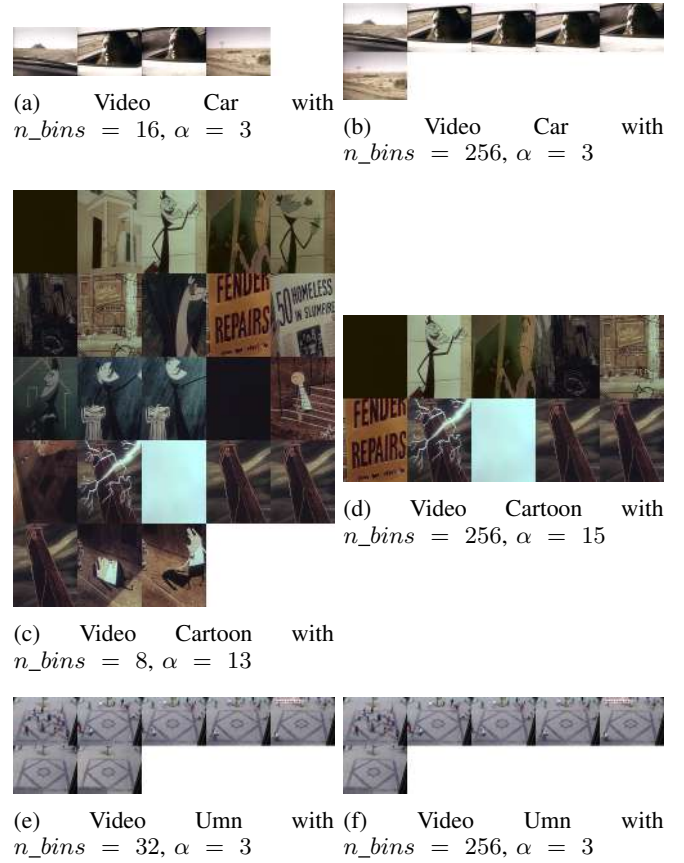 (a) Video Car with
n_bins = 16, α = 3
(b) Video Car with
n_bins = 256, α = 3
FENDER
REPAIRS
50 HOMELESS
IN SLUMFIRE
FENDER
REPAIRS
(d) Video Cartoon with
n_bins = 256, α = 15
(c) Video Cartoon with
n_bins = 8, α = 13
(e) Video Umn with
n_bins = 32, α = 3
(f) Video Umn with
n_bins = 256, α = 3